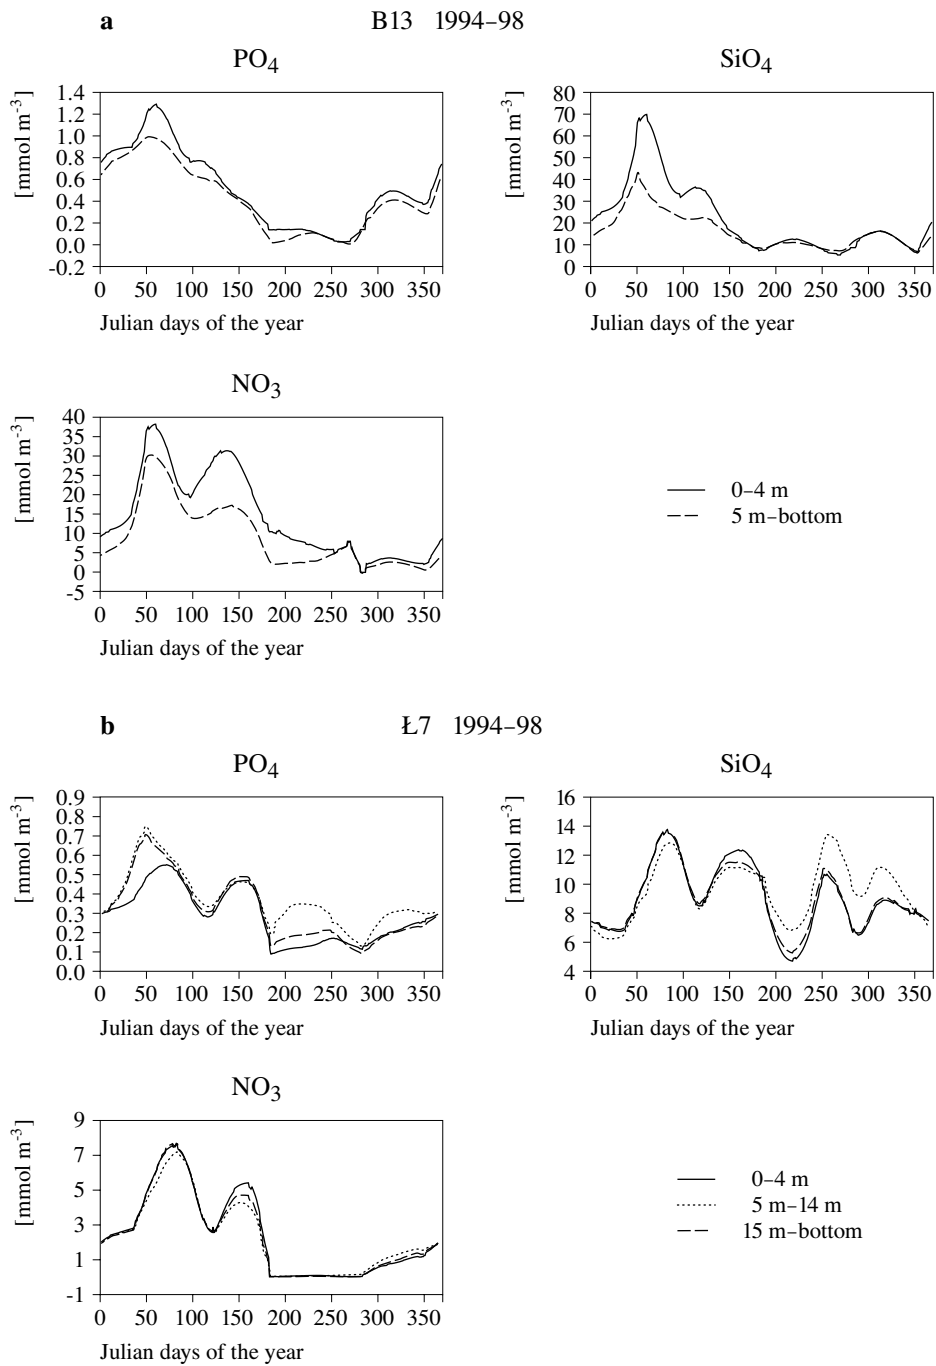 a B13 1994–98
PO4 SiO4
[mmol m-3] [mmol m-3]
1.4 80
1.2 70
1.0 60
0.8 50
0.6 40
0.4 30
0.2 20
0.0 10
-0.2 0
0 50 100 150 200 250 300 350 0 50 100 150 200 250 300 350
Julian days of the year Julian days of the year
NO3
[mmol m-3]
40
35
30
25
20
15
10
5
0
-5
0 50 100 150 200 250 300 350
Julian days of the year
0–4 m
5 m–bottom
b Ł7 1994–98
PO4 SiO4
[mmol m-3] [mmol m-3]
0.9 16
0.8
0.7 14
0.6 12
0.5
0.4 10
0.3 8
0.2
0.1 6
0.0 4
0 50 100 150 200 250 300 350 0 50 100 150 200 250 300 350
Julian days of the year Julian days of the year
NO3
[mmol m-3]
9
7
5
3
1
-1
0 50 100 150 200 250 300 350
Julian days of the year
0–4 m
5 m–14 m
15 m–bottom